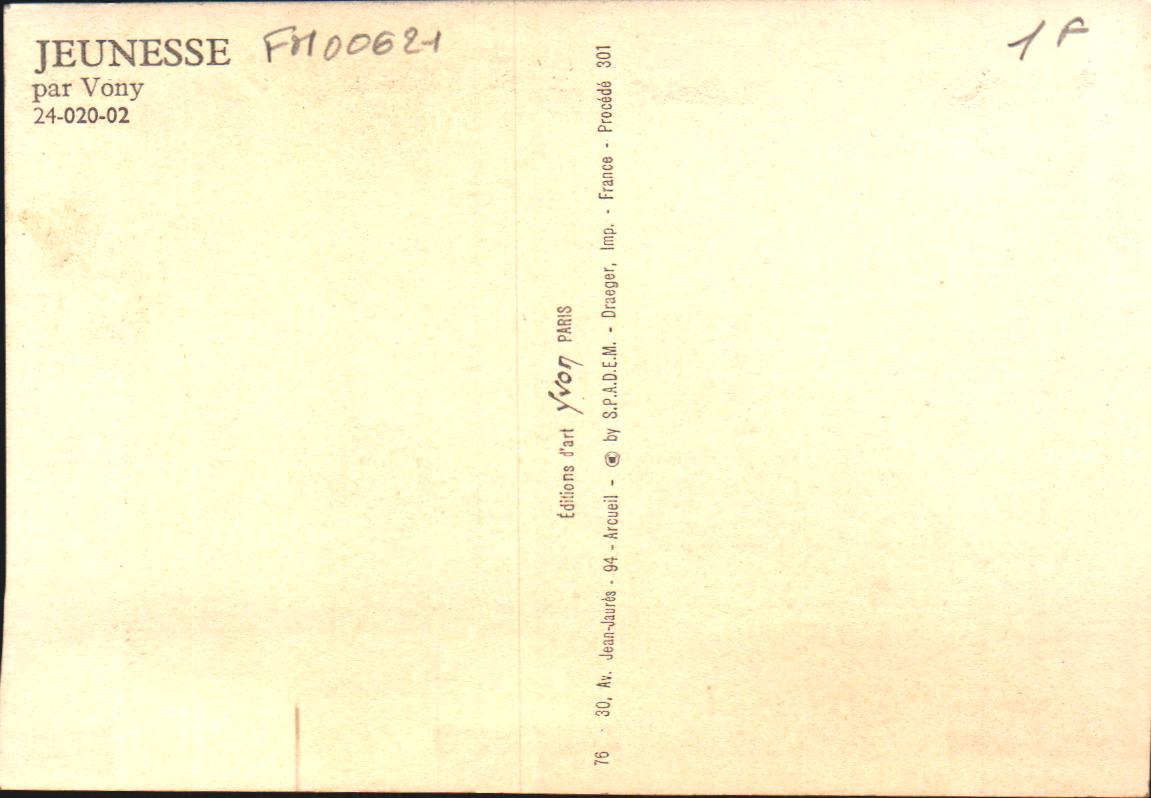 JEUNESSE FM00621
par Vony
24-020-02
1F
Éditions d'art Yvon PARIS
76 - 30, Av. Jean-Jaurès - 94 - Arcueil - © by S.P.A.D.E.M. - Draeger, Imp. - France - Procédé 301